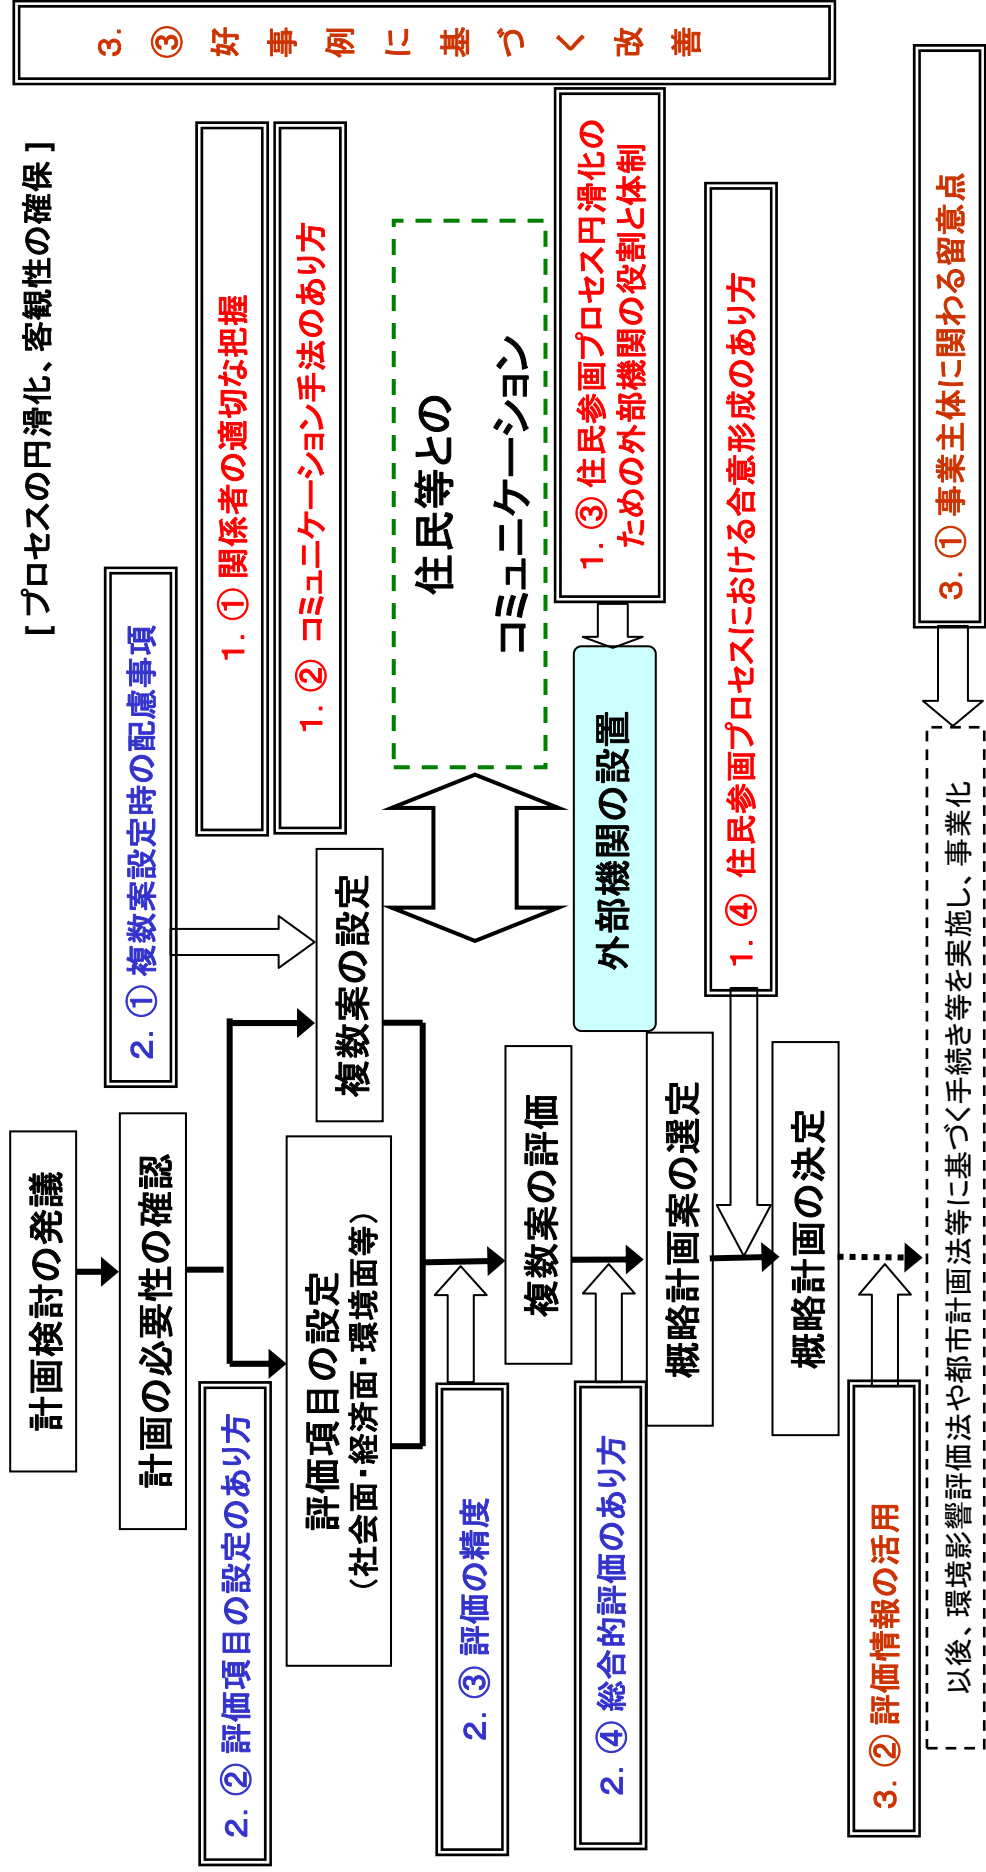 [ プロセスの円滑化、客観性の確保 ]
3. ③ 好事例に基づく改善
計画検討の発議
計画の必要性の確認
2. ① 複数案設定時の配慮事項
2. ② 評価項目の設定のあり方
1. ① 関係者の適切な把握
1. ② コミュニケーション手法のあり方
評価項目の設定
（社会面・経済面・環境面等）
複数案の設定
住民等との
コミュニケーション
2. ③ 評価の精度
複数案の評価
外部機関の設置
1. ③ 住民参画プロセス円滑化の
ための外部機関の役割と体制
2. ④ 総合的評価のあり方
概略計画案の選定
1. ④ 住民参画プロセスにおける合意形成のあり方
概略計画の決定
3. ② 評価情報の活用
3. ① 事業主体に関わる留意点
以後、環境影響評価法や都市計画法等に基づく手続き等を実施し、事業化